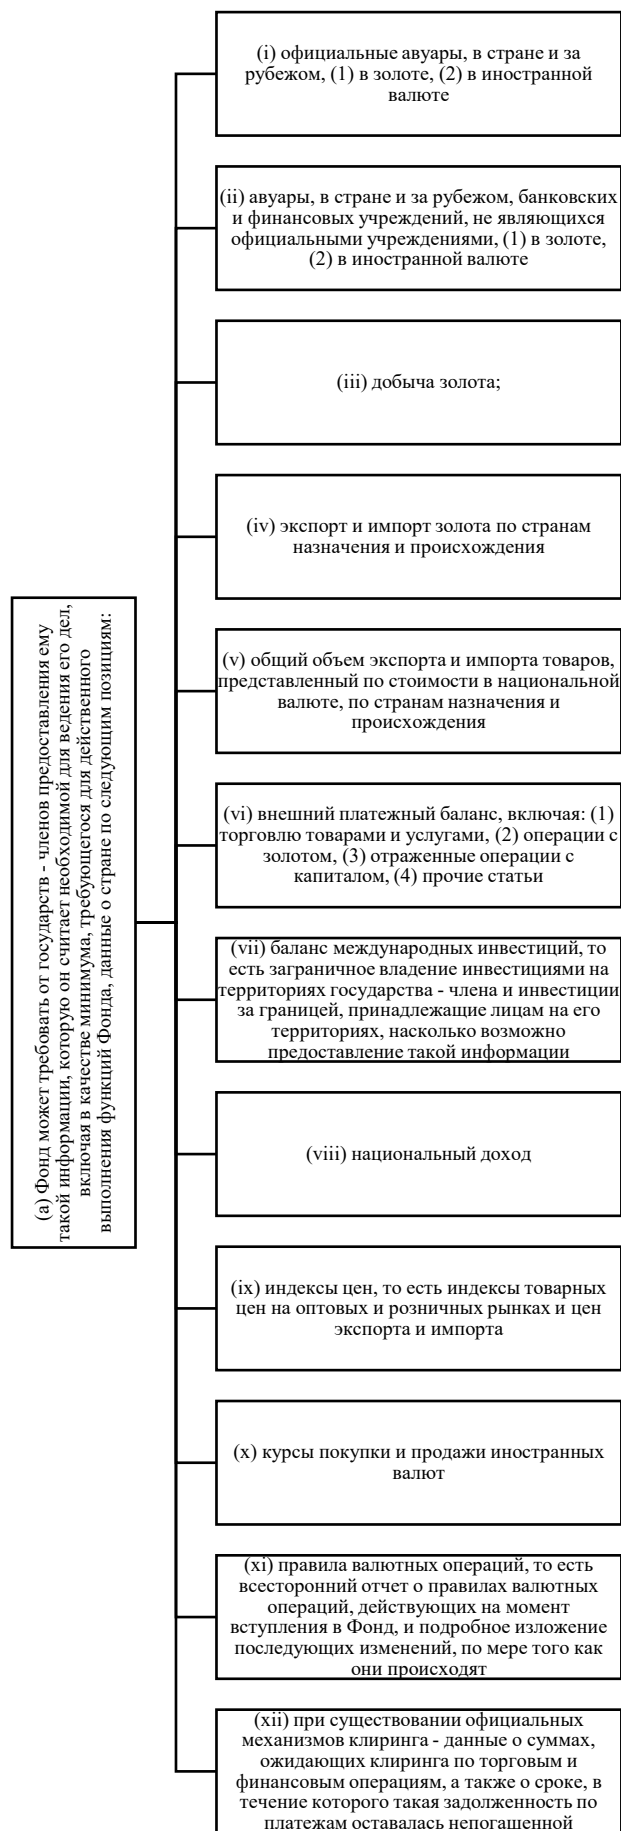 (a) Фонд может требовать от государств - членов предоставления ему
такой информации, которую он считает необходимой для ведения его дел,
включая в качестве минимума, требующегося для действенного
выполнения функций Фонда, данные о стране по следующим позициям:
(i) официальные авуары, в стране и за
рубежом, (1) в золоте, (2) в иностранной
валюте
(ii) авуары, в стране и за рубежом, банковских
и финансовых учреждений, не являющихся
официальными учреждениями, (1) в золоте,
(2) в иностранной валюте
(iii) добыча золота;
(iv) экспорт и импорт золота по странам
назначения и происхождения
(v) общий объем экспорта и импорта товаров,
представленный по стоимости в национальной
валюте, по странам назначения и
происхождения
(vi) внешний платежный баланс, включая: (1)
торговлю товарами и услугами, (2) операции с
золотом, (3) отраженные операции с
капиталом, (4) прочие статьи
(vii) баланс международных инвестиций, то
есть заграничное владение инвестициями на
территориях государства - члена и инвестиции
за границей, принадлежащие лицам на его
территориях, насколько возможно
предоставление такой информации
(viii) национальный доход
(ix) индексы цен, то есть индексы товарных
цен на оптовых и розничных рынках и цен
экспорта и импорта
(x) курсы покупки и продажи иностранных
валют
(xi) правила валютных операций, то есть
всесторонний отчет о правилах валютных
операций, действующих на момент
вступления в Фонд, и подробное изложение
последующих изменений, по мере того как
они происходят
(xii) при существовании официальных
механизмов клиринга - данные о суммах,
ожидающих клиринга по торговым и
финансовым операциям, а также о сроке, в
течение которого такая задолженность по
платежам оставалась непогашенной